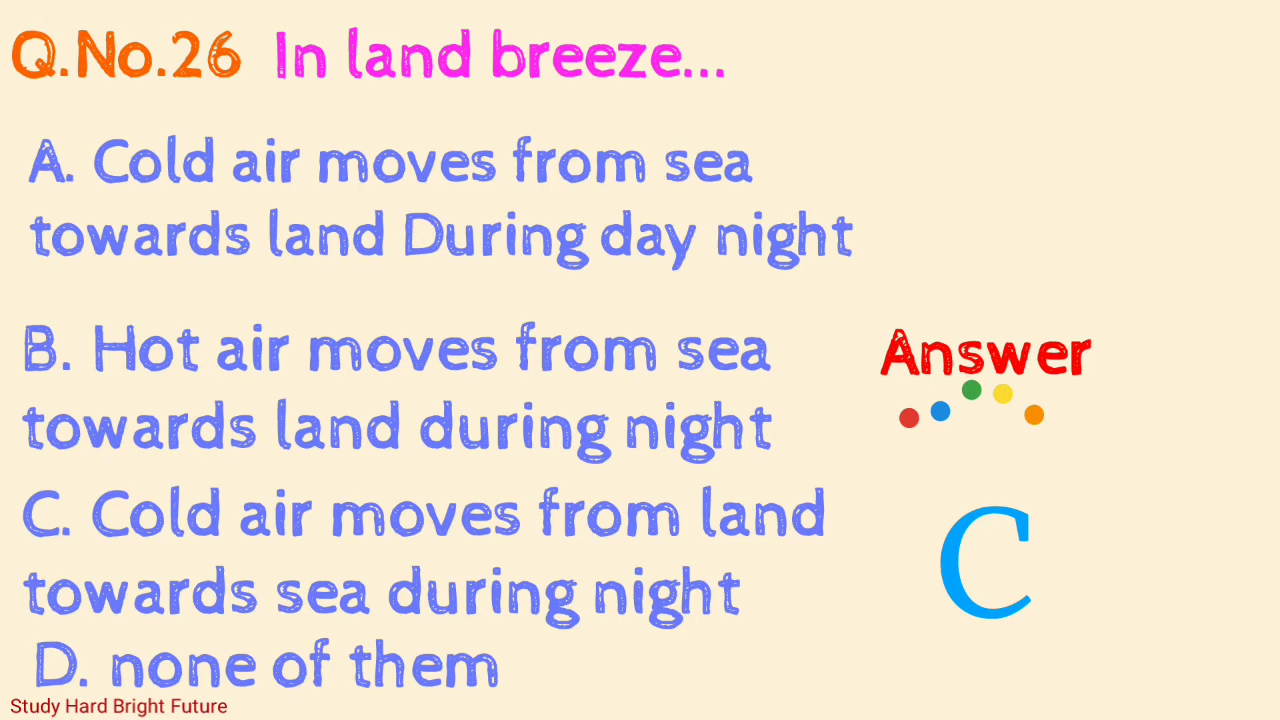 Q.No.26 In land breeze...
A. Cold air moves from sea
towards land During day night
B. Hot air moves from sea
towards land during night
C. Cold air moves from land
towards sea during night
D. none of them
Answer
C
Study Hard Bright Future